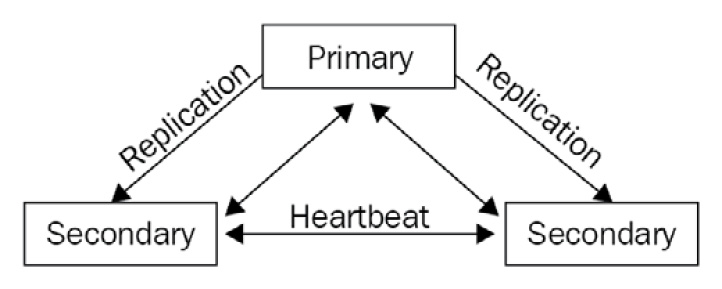 Primary
Replication
Replication
Heartbeat
Secondary
Secondary